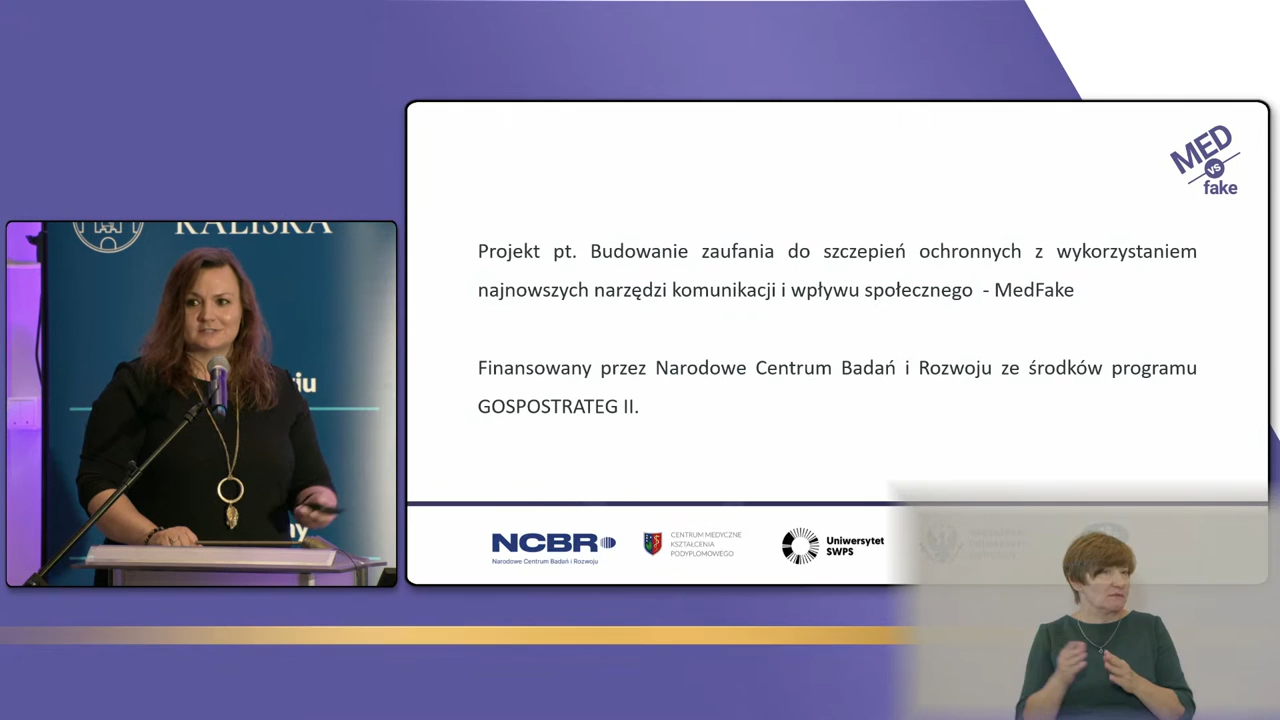 KALISKA
iu
ny
MED
vs
fake
Projekt pt. Budowanie zaufania do szczepień ochronnych z wykorzystaniem
najnowszych narzędzi komunikacji i wpływu społecznego - MedFake
Finansowany przez Narodowe Centrum Badań i Rozwoju ze środków programu
GOSPOSTRATEG II.
NCBR
Narodowe Centrum Badań i Rozwoju
CENTRUM MEDYCZNE
KSZTAŁCENIA
PODYPLOMOWEGO
Uniwersytet
SWPS